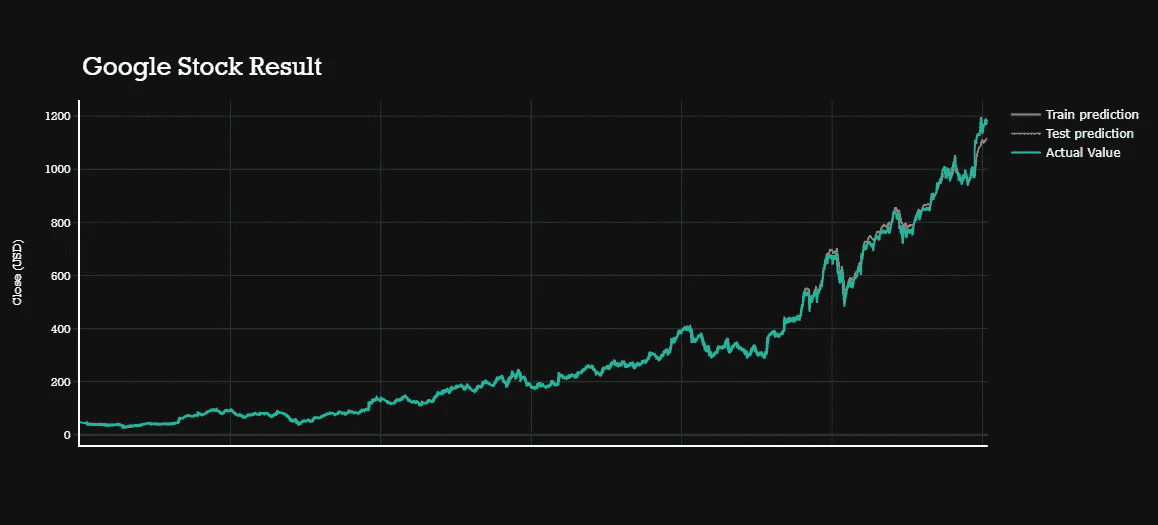 Google Stock Result
1200
1000
800
600
400
200
0
Close (USD)
Train prediction
Test prediction
Actual Value